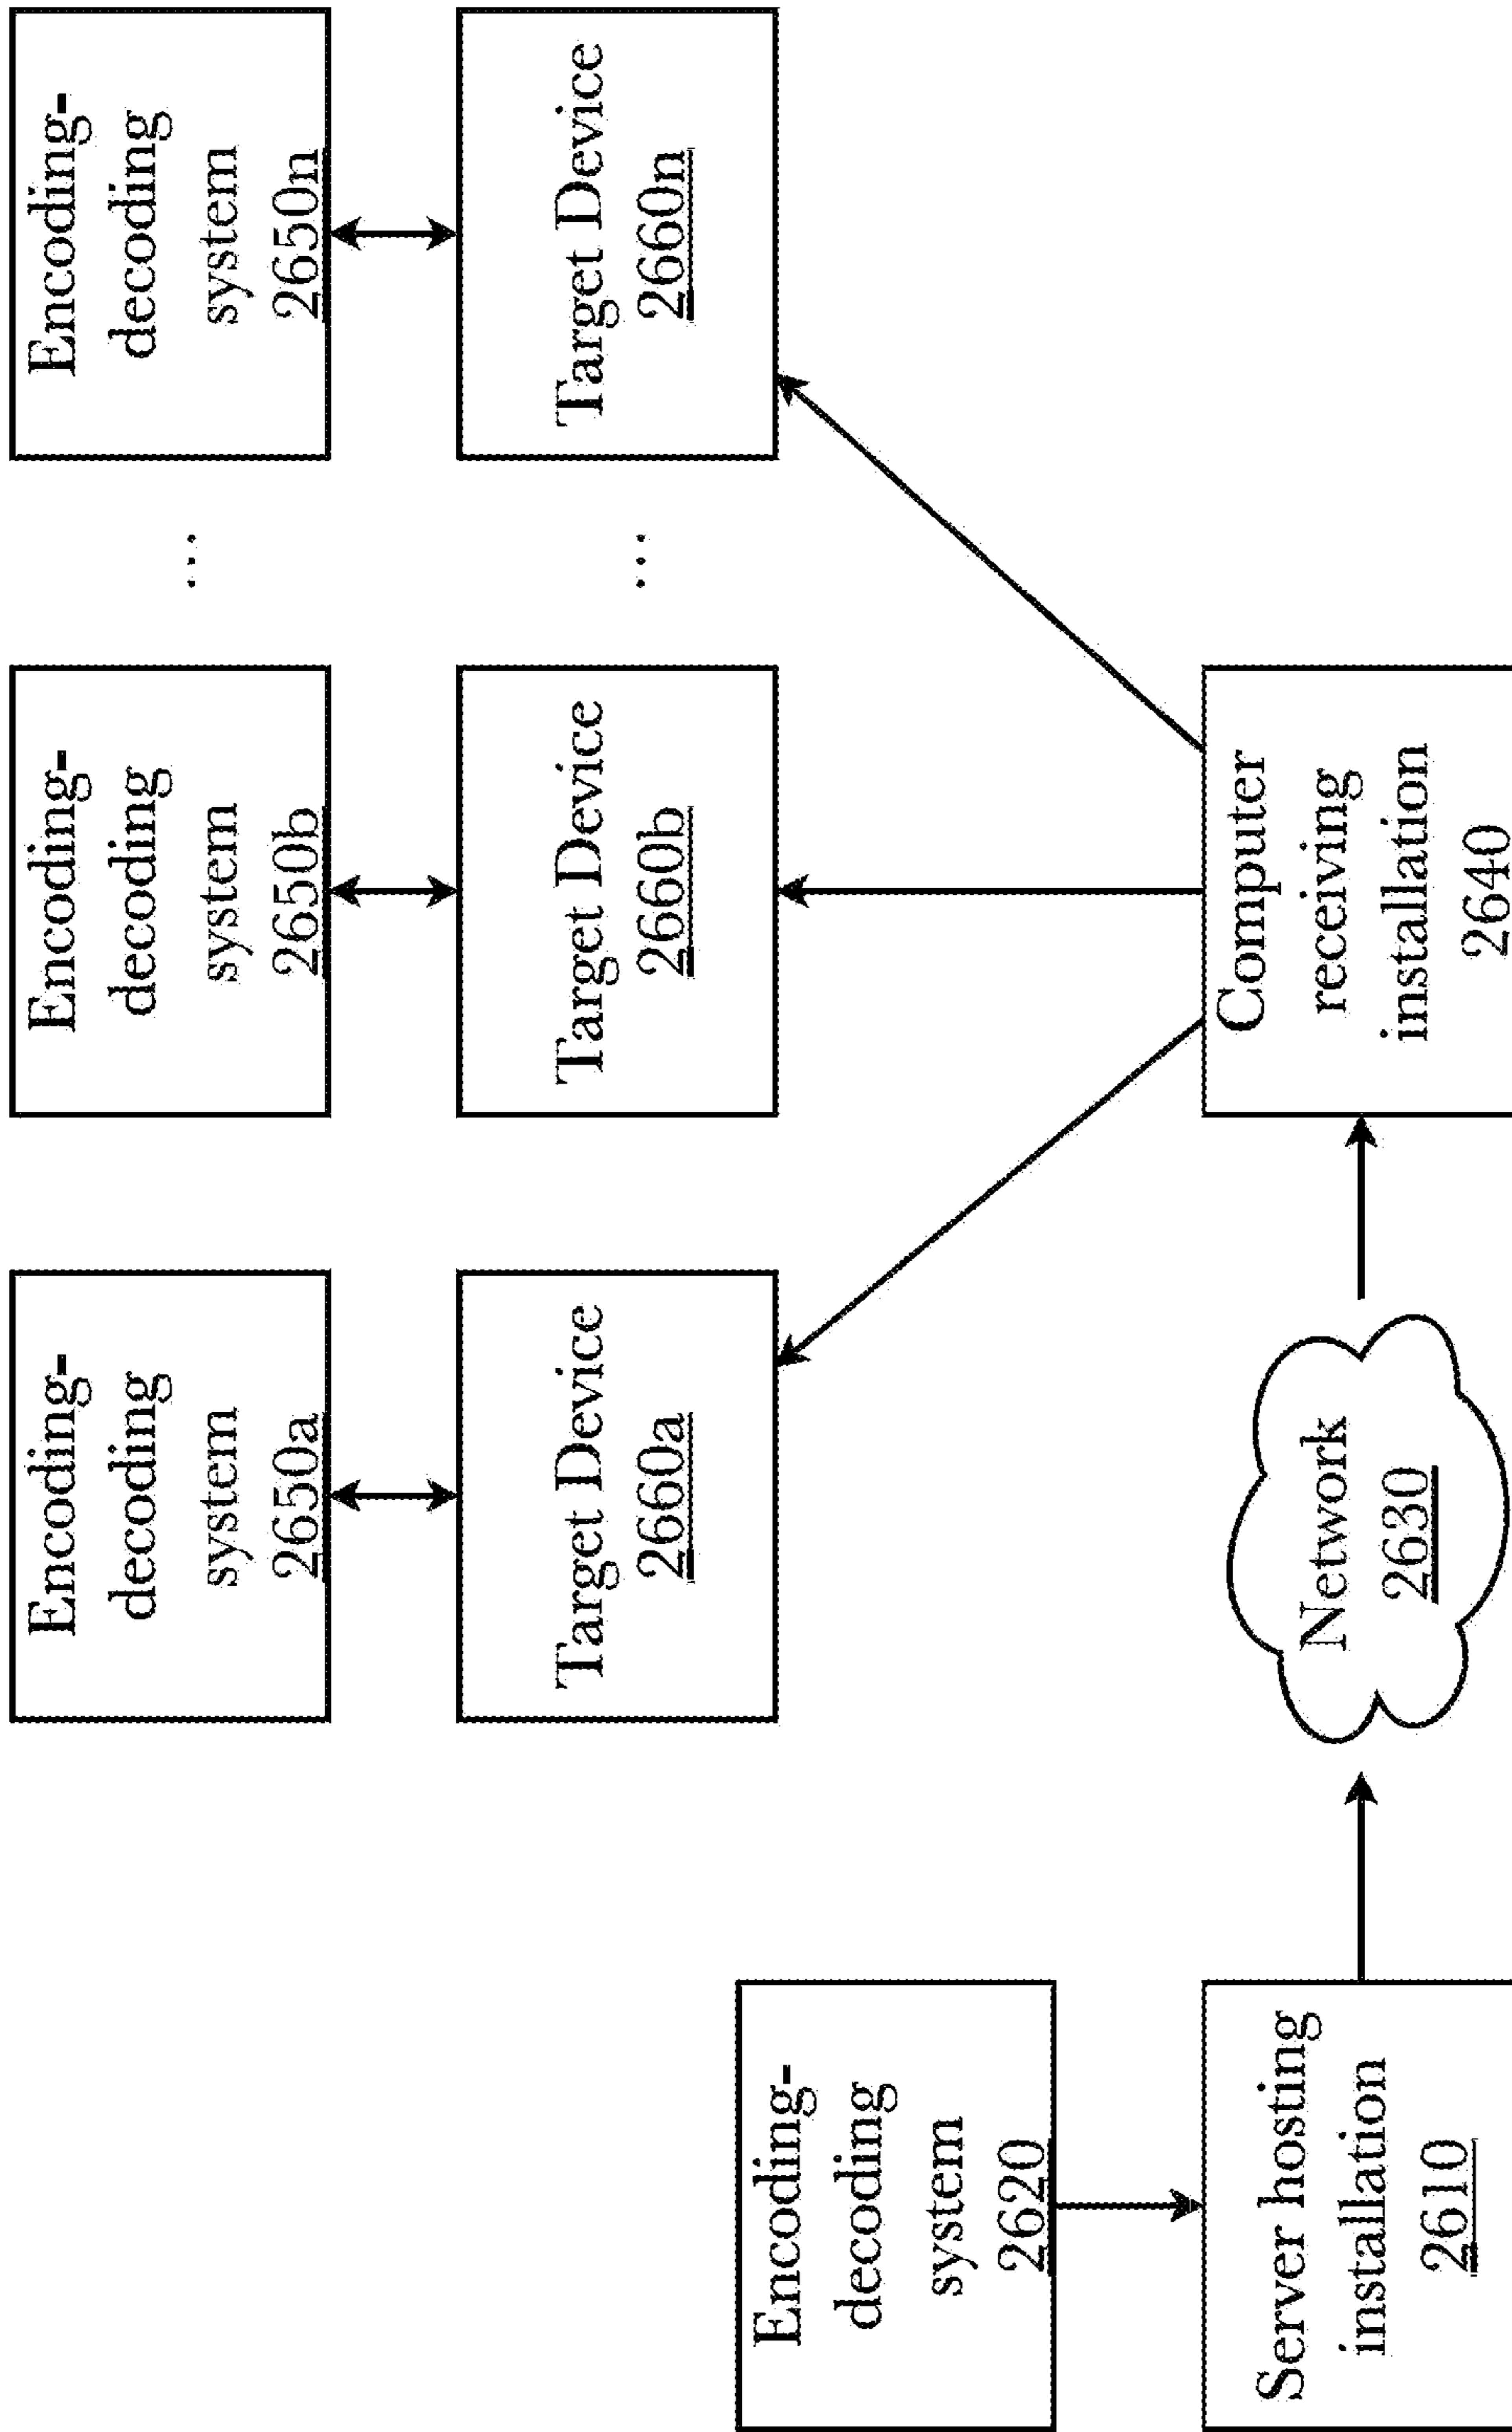 Encoding-
decoding
system
2650a
Encoding-
decoding
system
2650b
...
Encoding-
decoding
system
2650n
Target Device
2660a
Target Device
2660b
...
Target Device
2660n
Encoding-
decoding
system
2620
Server hosting
installation
2610
Network
2630
Computer
receiving
installation
2640